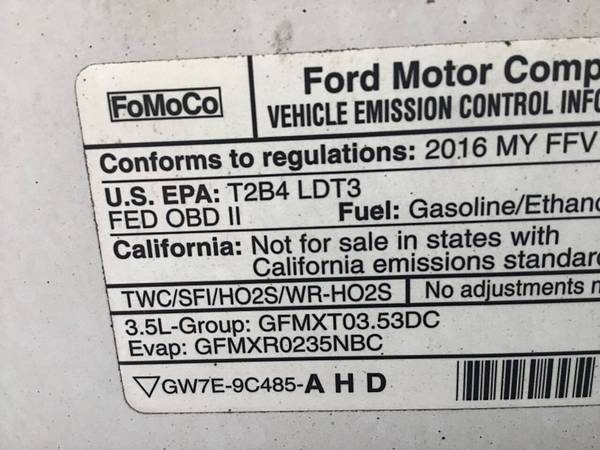 FoMoCo
Ford Motor Comp
VEHICLE EMISSION CONTROL INFO
Conforms to regulations: 2016 MY FFV
U.S. EPA: T2B4 LDT3
FED OBD II Fuel: Gasoline/Ethano
California: Not for sale in states with
California emissions standard
TWC/SFI/HO2S/WR-HO2S No adjustments n
3.5L-Group: GFMXT03.53DC
Evap: GFMXR0235NBC
▽GW7E-9C485-A H D